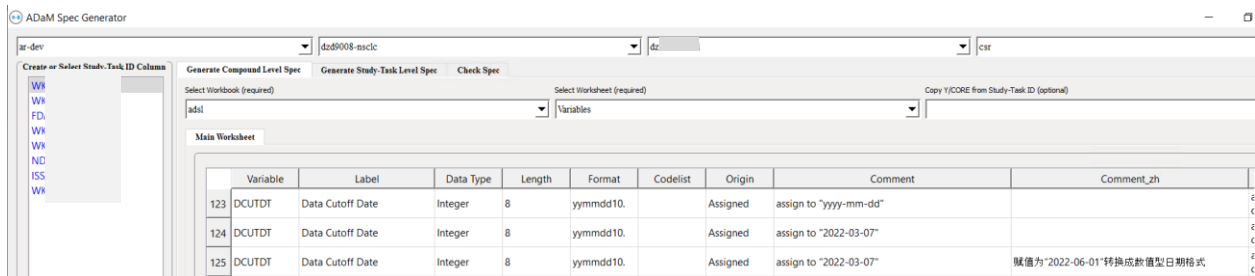 ADaM Spec Generator
ar-dev dzd9008-nsclc dz csr
Create or Select Study-Task ID Column
WK
WK
FD
WK
WK
ND
ISS
WK
Generate Compound Level Spec Generate Study-Task Level Spec Check Spec
Select Workbook (required) Select Worksheet (required) Copy Y/CORE from Study-Task ID (optional)
adsl Variables
Main Worksheet
Variable Label Data Type Length Format Codelist Origin Comment Comment_zh
123 DCUTDT Data Cutoff Date Integer 8 yymmdd10. Assigned assign to "yyyy-mm-dd"
124 DCUTDT Data Cutoff Date Integer 8 yymmdd10. Assigned assign to "2022-03-07"
125 DCUTDT Data Cutoff Date Integer 8 yymmdd10. Assigned assign to "2022-03-07" 赋值为"2022-06-01"转换成数值型日期格式